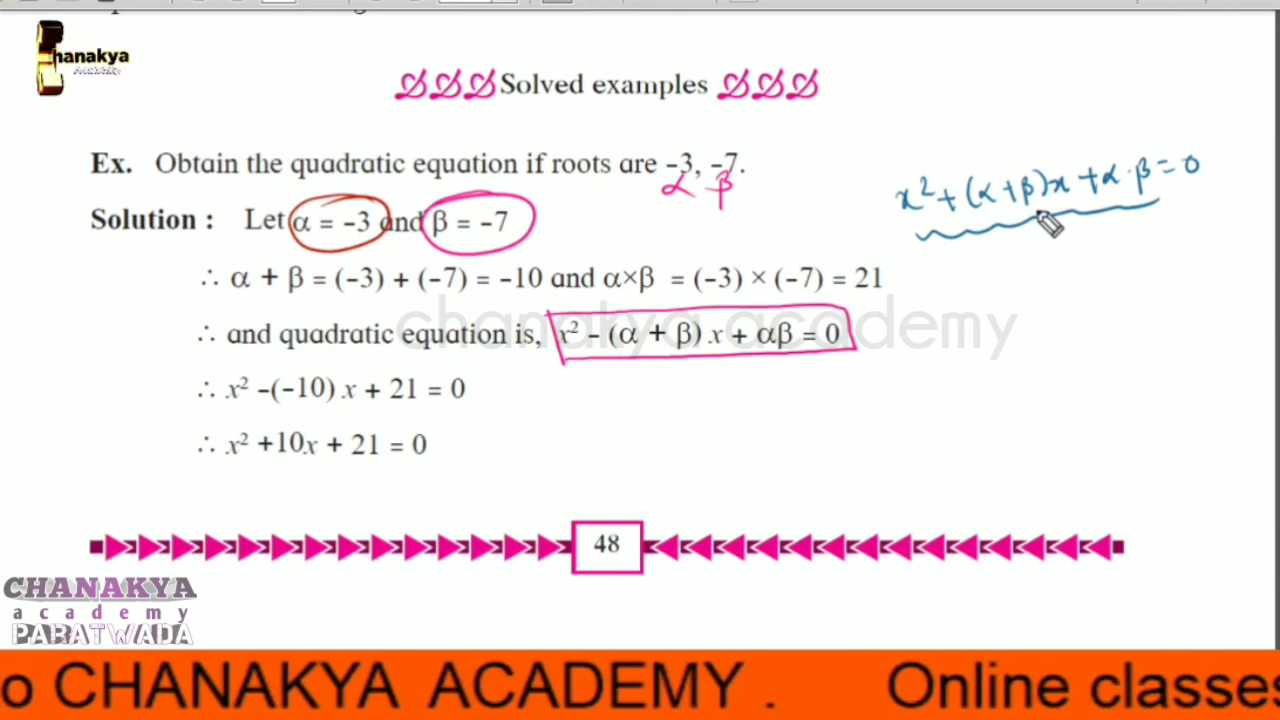 Chanakya
Academy
Solved examples
Ex. Obtain the quadratic equation if roots are -3, -7.
α β
x² + (α + β)x + α · β = 0
Solution : Let α = -3 and β = -7
∴ α + β = (-3) + (-7) = -10 and α×β = (-3) × (-7) = 21
chanakya academy
∴ and quadratic equation is, x² - (α + β) x + αβ = 0
∴ x² -(-10) x + 21 = 0
∴ x² +10x + 21 = 0
48
CHANAKYA
academy
PARATWADA
o CHANAKYA ACADEMY . Online classes